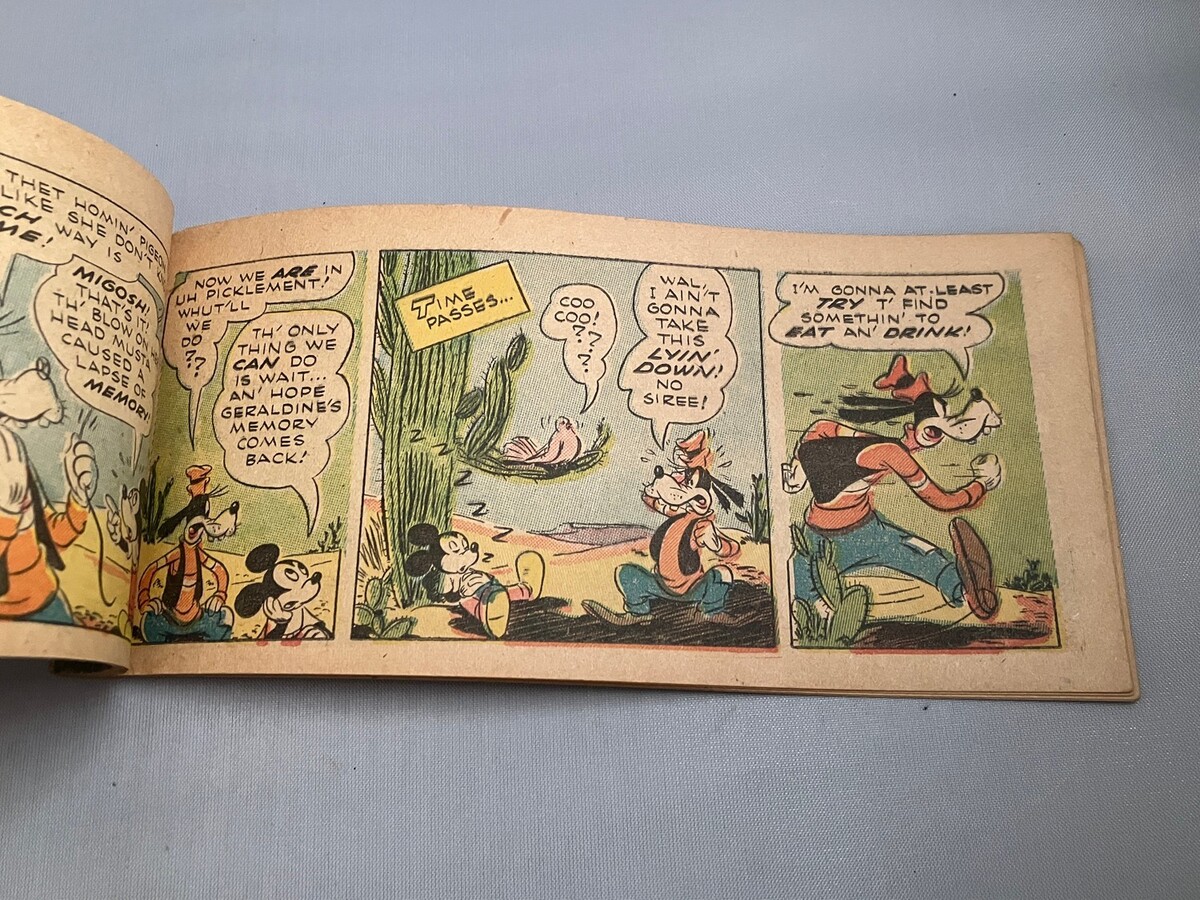 THET HOMIN' PIGEO
LIKE SHE DON'T
CH WAY IS
ME!
MIGOSH!
THAT'S IT!
TH' BLOW ON
HEAD MUSTA
CAUSED A
LAPSE OF
MEMORY!
NOW WE ARE IN
UH PICKLEMENT!
WHUT'LL
WE
DO
??
TH' ONLY
THING WE
CAN DO
IS WAIT...
AN' HOPE
GERALDINE'S
MEMORY
COMES
BACK!
TIME
PASSES...
COO
COO!
? ?
?
?
WAL'
I AIN'T
GONNA
TAKE
THIS
LYIN'
DOWN!
NO
SIREE!
Z
Z
Z
Z
Z
Z
I'M GONNA AT LEAST
TRY T' FIND
SOMETHIN' TO
EAT AN' DRINK!